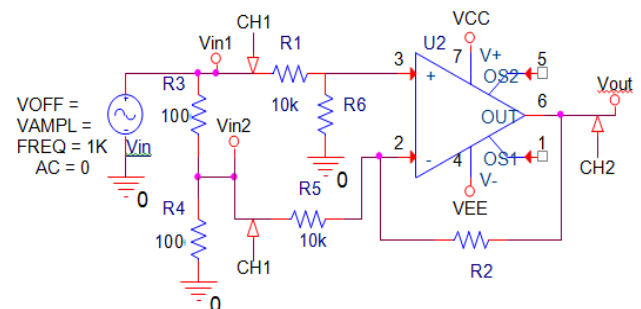 CH1
VCC
Vin1
R1
3
U2
7
V+
5
OS2
Vout
R3
+
VOFF =
VAMPL =
FREQ = 1K
AC = 0
Vin
100
10k
R6
OUT
6
Vin2
2
-
4
OS1
1
0
R5
0
V-
CH2
R4
100
10k
VEE
CH1
R2
0